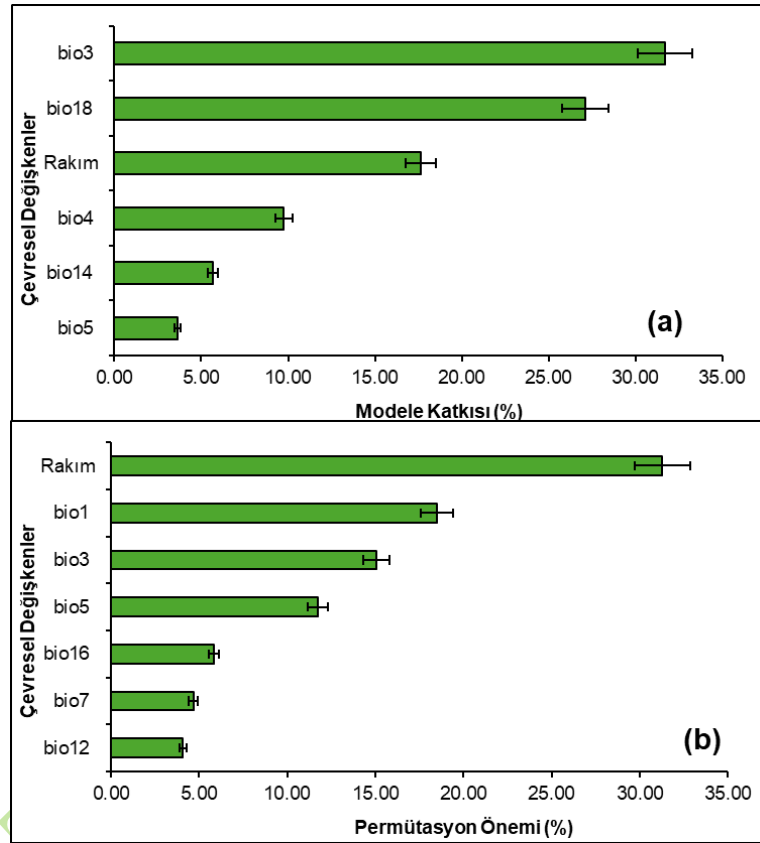 Çevresel Değişkenler
bio3
bio18
Rakım
bio4
bio14
bio5
(a)
0.00 5.00 10.00 15.00 20.00 25.00 30.00 35.00
Modele Katkısı (%)
Çevresel Değişkenler
Rakım
bio1
bio3
bio5
bio16
bio7
bio12
(b)
0.00 5.00 10.00 15.00 20.00 25.00 30.00 35.00
Permütasyon Önemi (%)